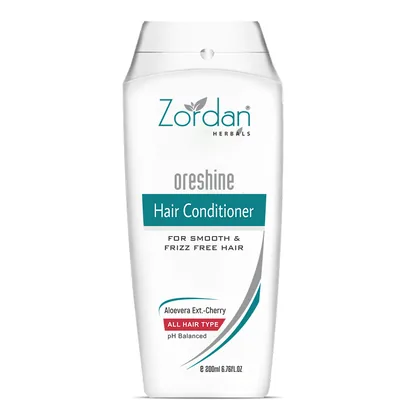 Zordan®
HERBALS
oreshine
Hair Conditioner
FOR SMOOTH &
FRIZZ FREE HAIR
Aloevera Ext.-Cherry
ALL HAIR TYPE
pH Balanced
℮ 200ml 6.76fl.oz